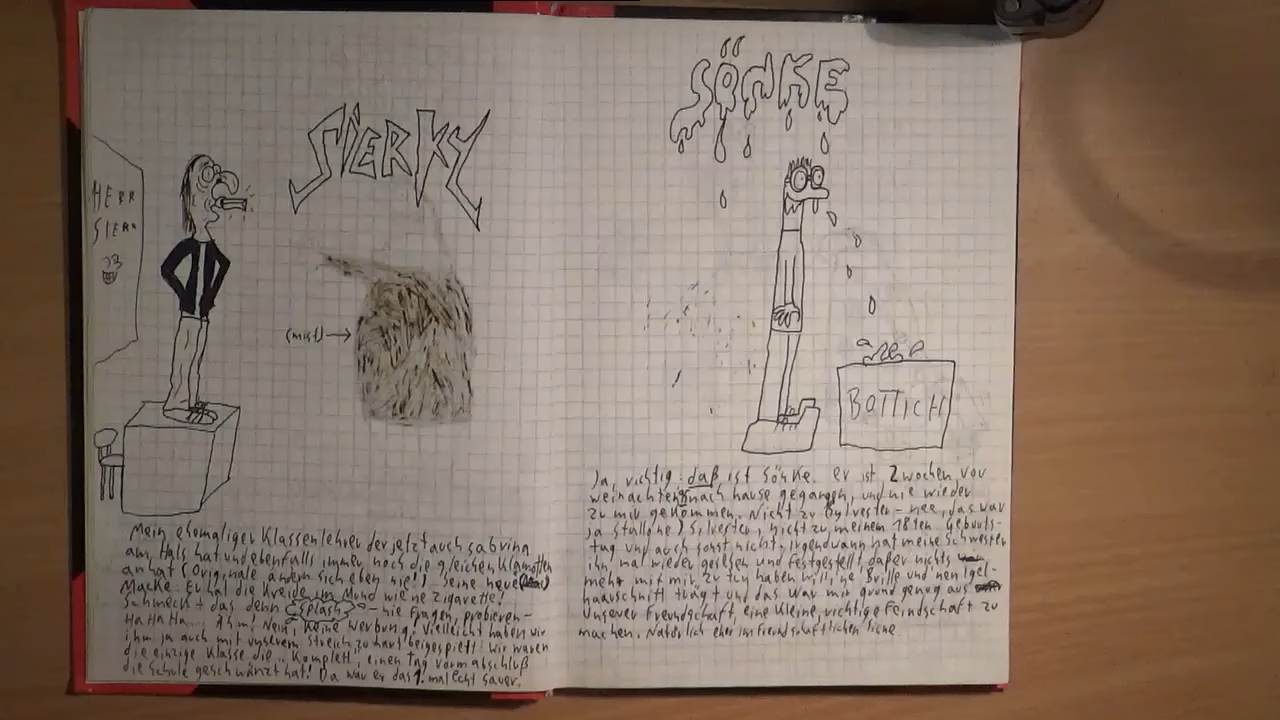 SIERKY
HERR
SIER
(mist)
Mein ehemaliger Klassenlehrer der jetzt auch sabrina
am Hals hat und ebenfalls immer noch die gleichen Klamotten
an hat (Originale ändern sich eben nie!) Seine neue
Macke: Er hat die Kreide im Mund wie ne Zigarette!
Schmeckt das denn Splash - nie Fragen, probieren -
HaHaHa... Ähm! Nein, keine Werbung! Vielleicht haben wir
ihm ja auch mit unserem Streich zu hart beigespielt! wir waren
die einzige Klasse die "Komplett" einen Tag vorm abschluß
die Schule geschwänzt hat! Da war er das 1. mal echt sauer.
SÖNKE
BOTTICH
Ja, richtig: daß ist Sönke. er ist 2 wochen vor
weinachten nach hause gegangen, und nie wieder
zu mir gekommen. Nicht zu Sylvester - nee, das war
ja Stallone) Silvester, nicht zu meinem 18ten Geburts-
tag und auch sonst nicht. Irgendwann hat meine Schwester
ihn mal wieder gesehen und festgestellt, daß er nichts
mehr mit mir zu tun haben will, 'ne Brille und nen Igel-
haarschnitt trägt und das war mir grund genug aus
Unserer Freundschaft, eine Kleine, richtige Feindschaft zu
machen. Natürlich eher im Freundschaftlichen Sinne.